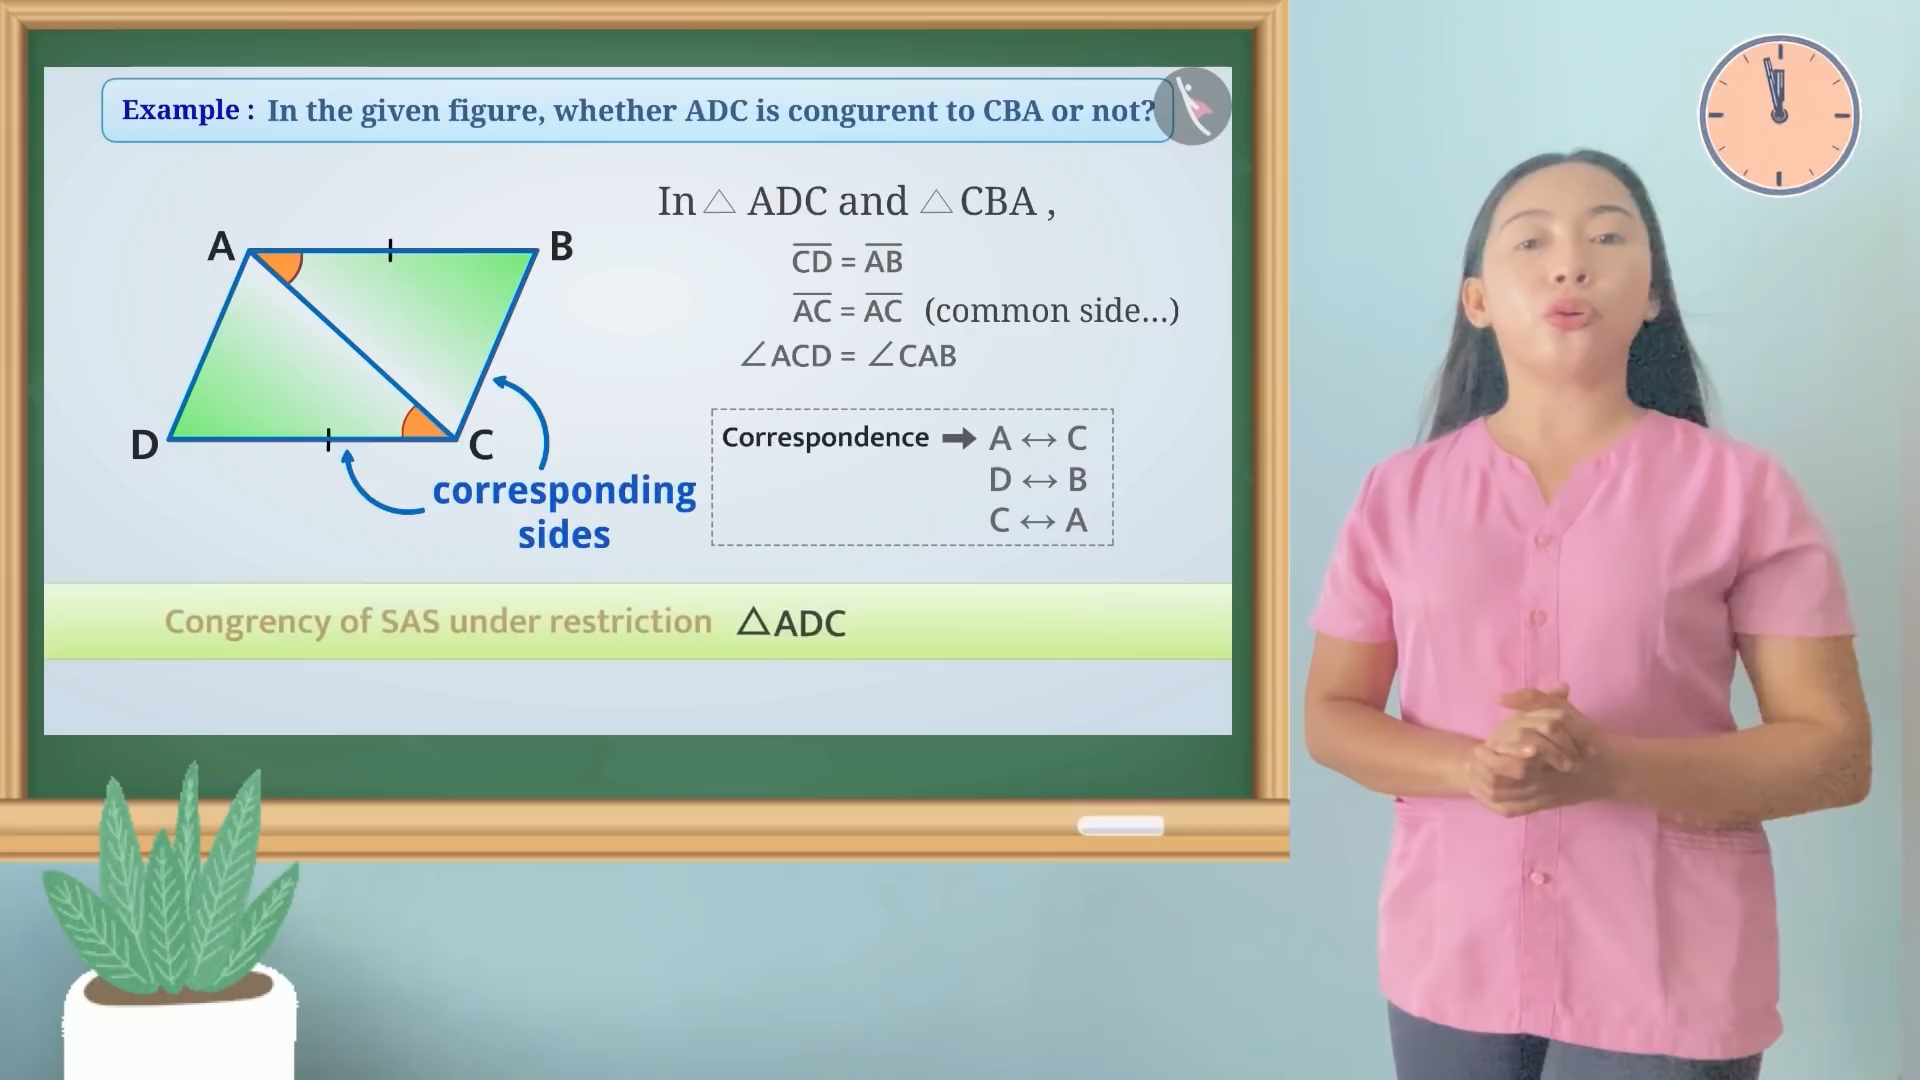 Example : In the given figure, whether ADC is congurent to CBA or not?
In △ ADC and △ CBA ,
CD = AB
AC = AC (common side...)
∠ACD = ∠CAB
A
B
D
C
corresponding
sides
Correspondence ➡ A ↔ C
D ↔ B
C ↔ A
Congrency of SAS under restriction △ADC